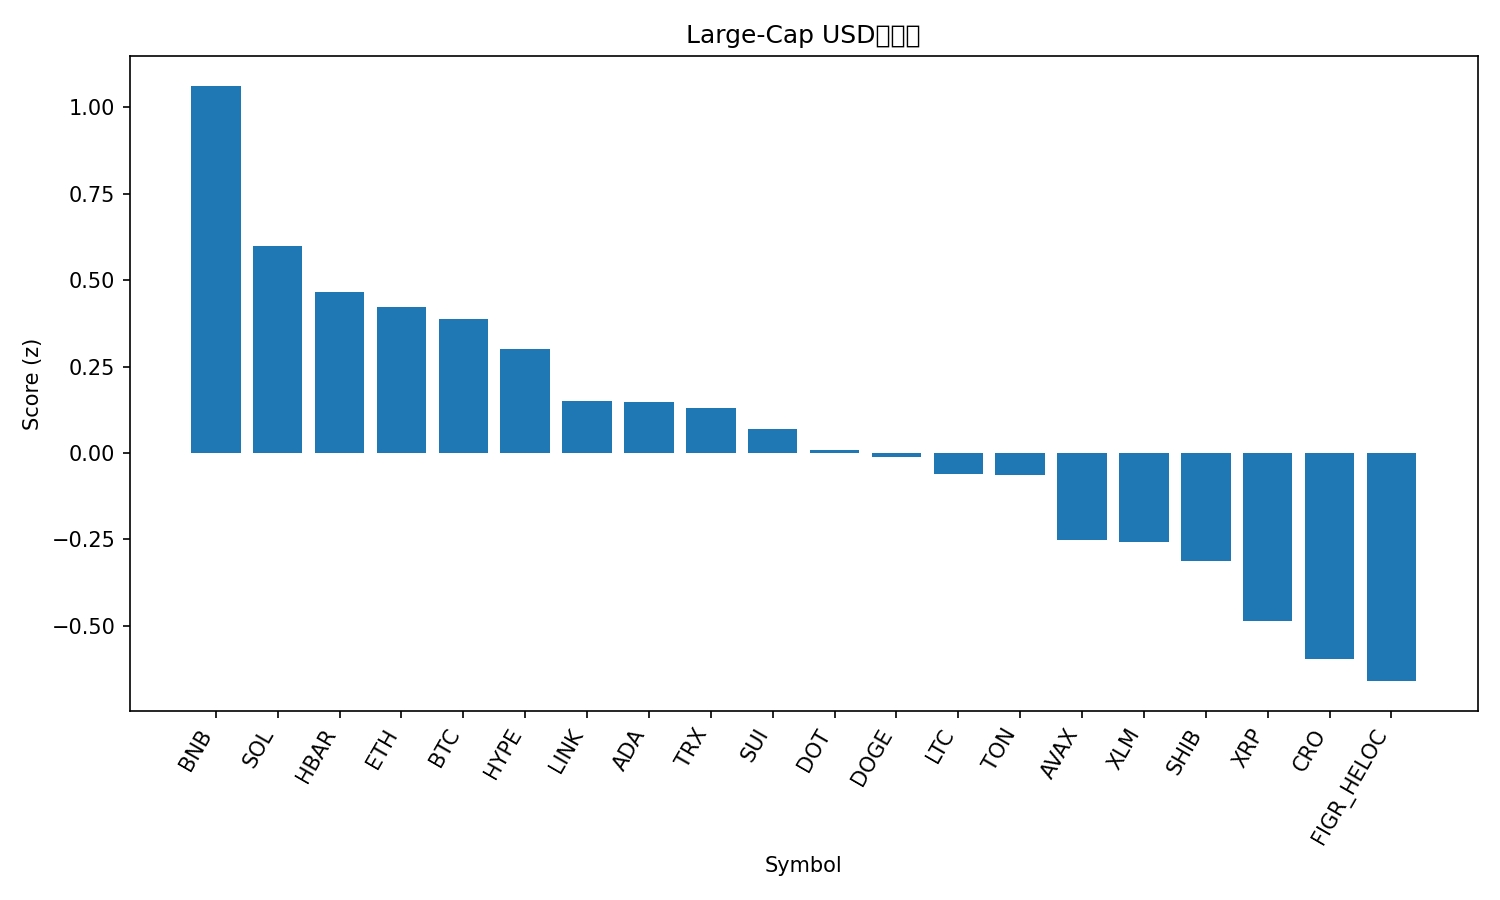 Large-Cap USD
Score (z)
1.00
0.75
0.50
0.25
0.00
−0.25
−0.50
BNB
SOL
HBAR
ETH
BTC
HYPE
LINK
ADA
TRX
SUI
DOT
DOGE
LTC
TON
AVAX
XLM
SHIB
XRP
CRO
FIGR_HELOC
Symbol